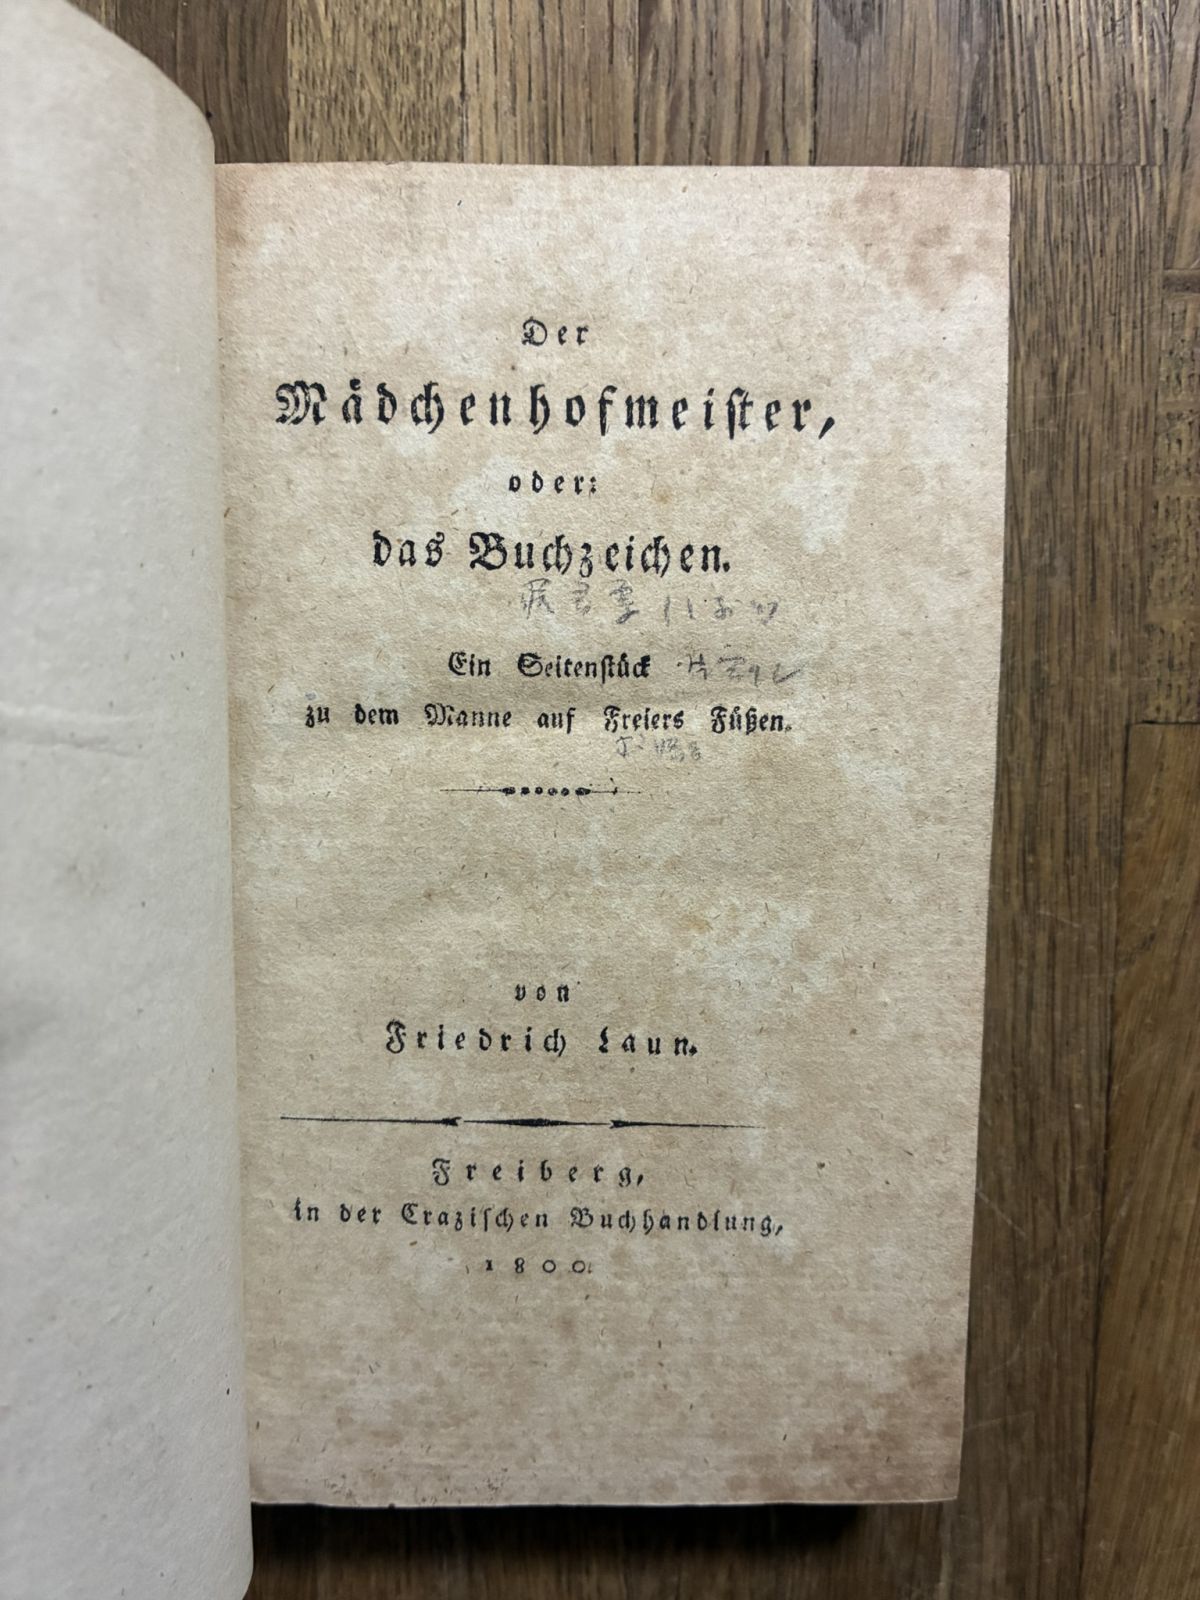 Der
Mädchenhofmeiſter,
oder:
das Buchzeichen.
Ein Seitenſtück
zu dem Manne auf Freiers Füßen.
von
Friedrich Laun.
Freiberg,
in der Craziſchen Buchhandlung,
1800.